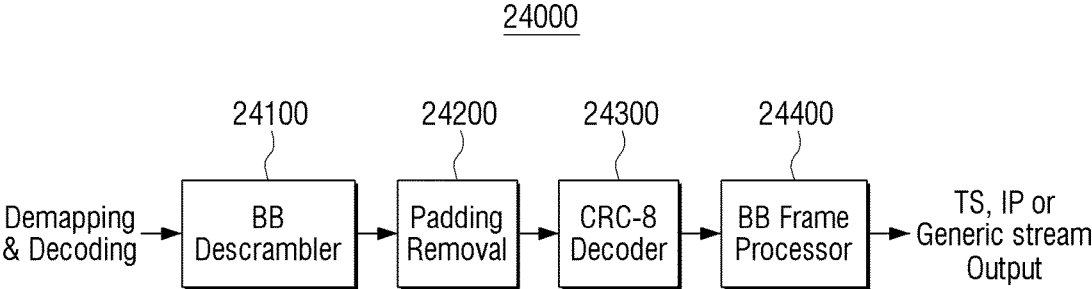 24000
24100
24200
24300
24400
Demapping
& Decoding
BB
Descrambler
Padding
Removal
CRC-8
Decoder
BB Frame
Processor
TS, IP or
Generic stream
Output